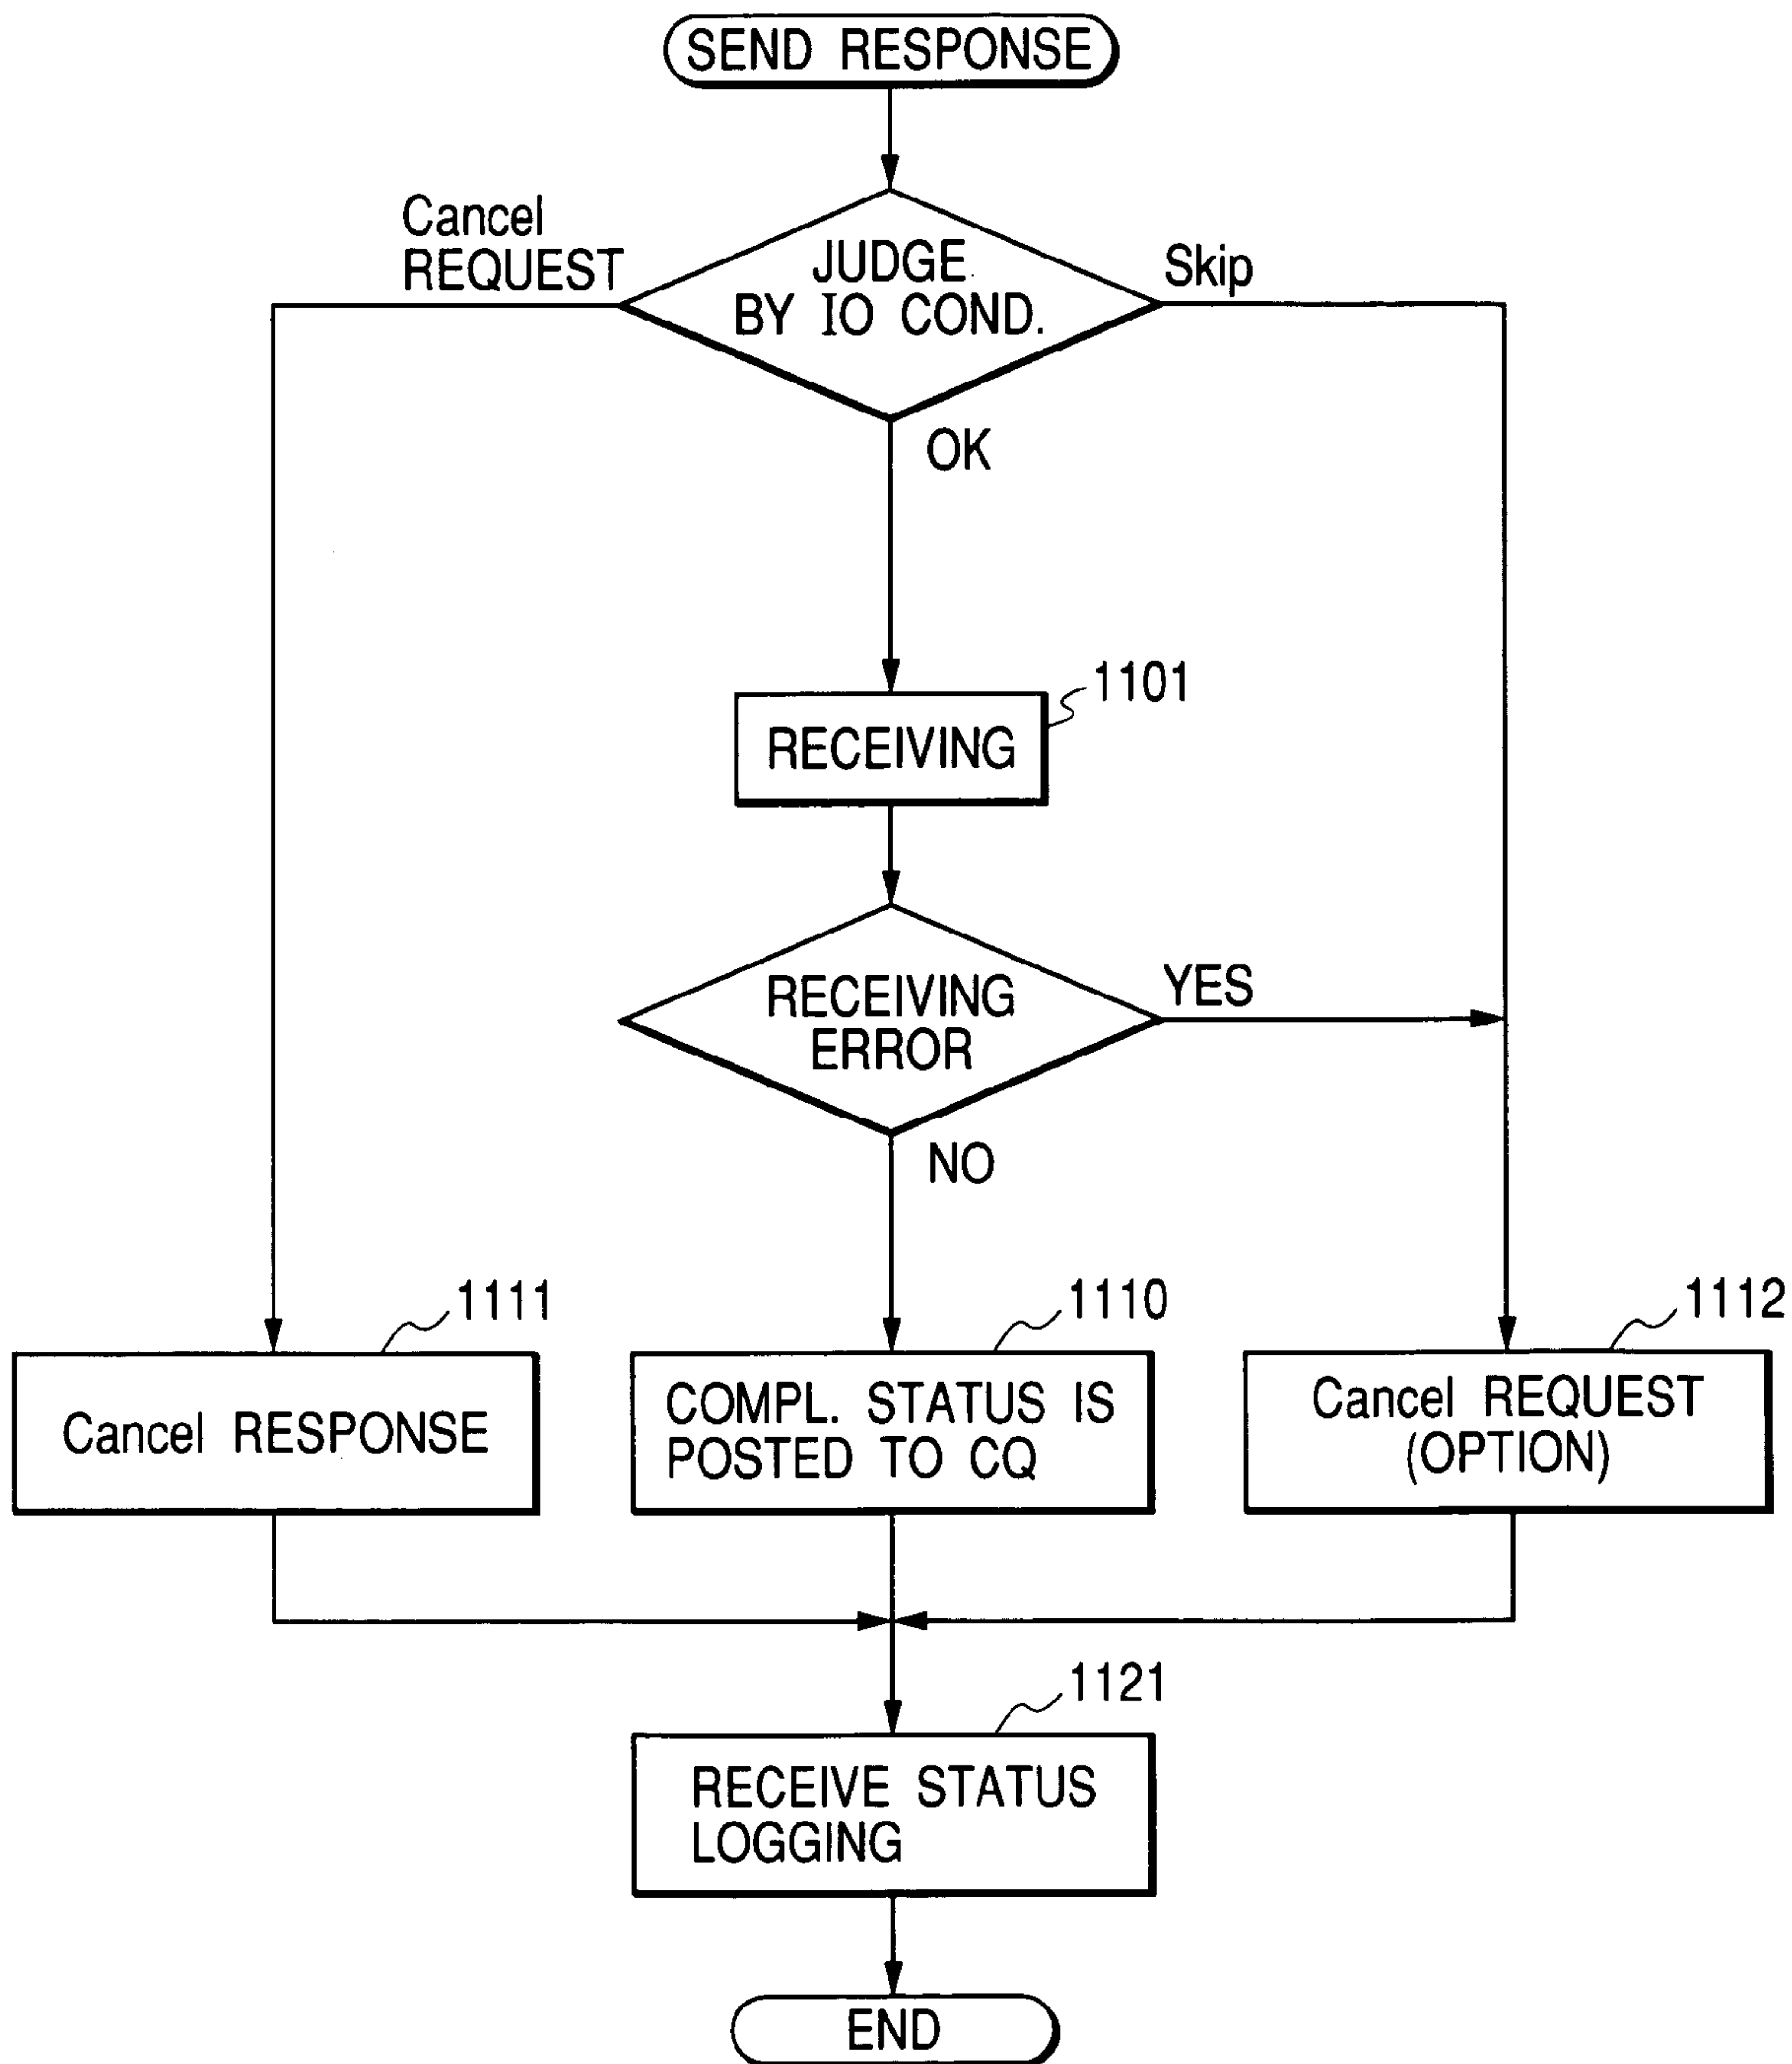 SEND RESPONSE
Cancel
REQUEST
JUDGE
BY IO COND.
Skip
OK
1101
RECEIVING
RECEIVING
ERROR
YES
NO
1111
1110
1112
Cancel RESPONSE
COMPL. STATUS IS
POSTED TO CQ
Cancel REQUEST
(OPTION)
1121
RECEIVE STATUS
LOGGING
END